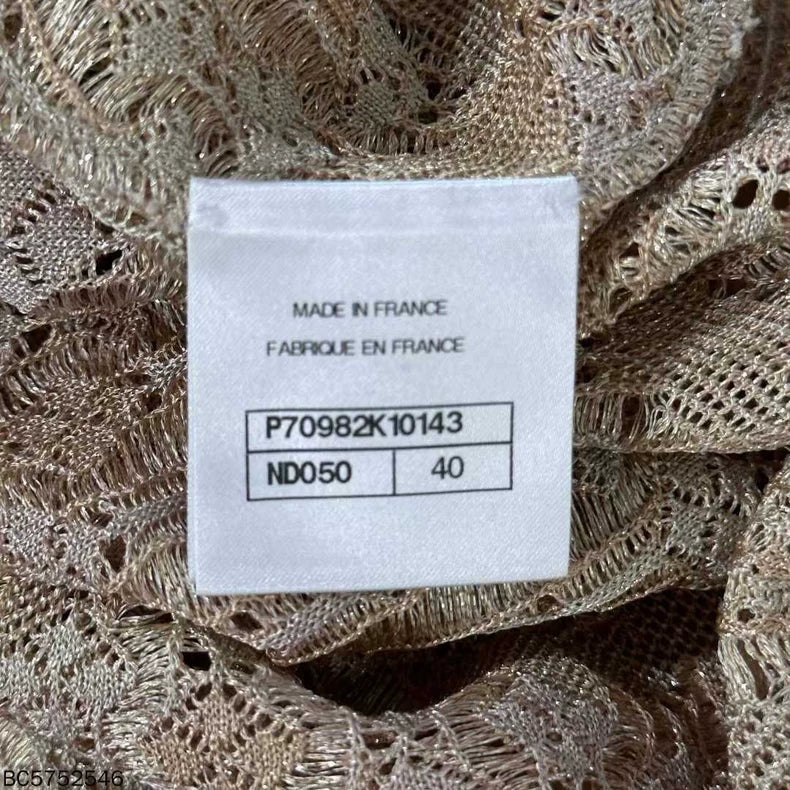 MADE IN FRANCE
FABRIQUE EN FRANCE
P70982K10143
ND050 40
BC5752546